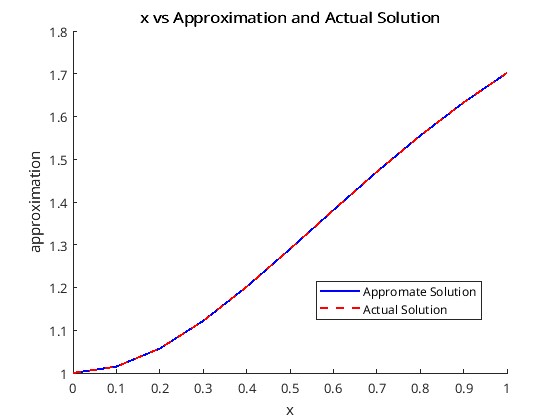 x vs Approximation and Actual Solution
1.8
1.7
1.6
1.5
1.4
1.3
1.2
1.1
1
approximation
Appromate Solution
Actual Solution
0 0.1 0.2 0.3 0.4 0.5 0.6 0.7 0.8 0.9 1
x